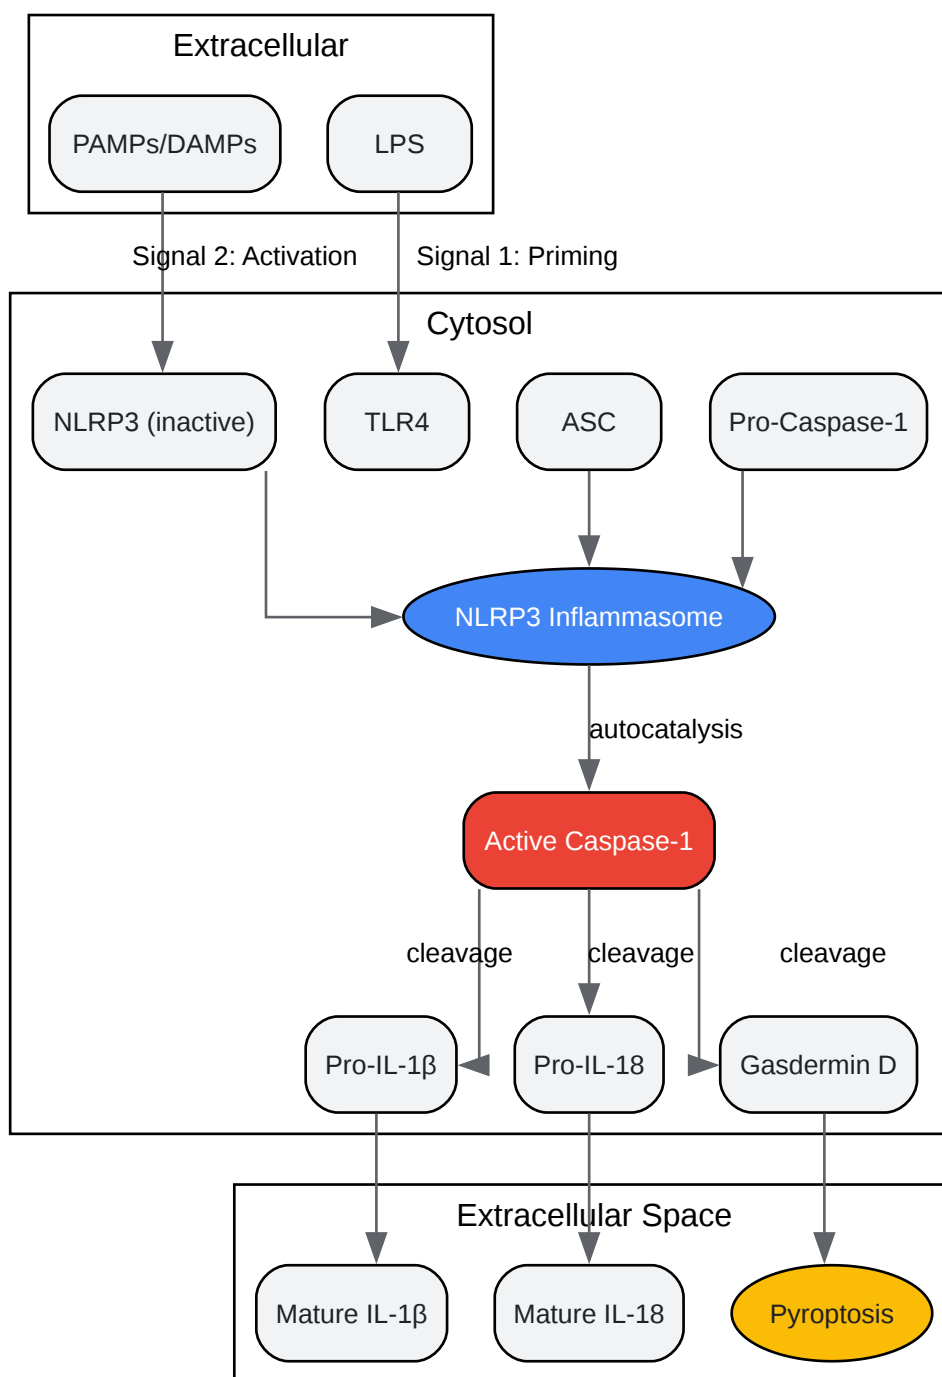 Extracellular
PAMPs/DAMPs
LPS
Signal 2: Activation
Signal 1: Priming
Cytosol
NLRP3 (inactive)
TLR4
ASC
Pro-Caspase-1
NLRP3 Inflammasome
autocatalysis
Active Caspase-1
cleavage
cleavage
cleavage
Pro-IL-1β
Pro-IL-18
Gasdermin D
Extracellular Space
Mature IL-1β
Mature IL-18
Pyroptosis